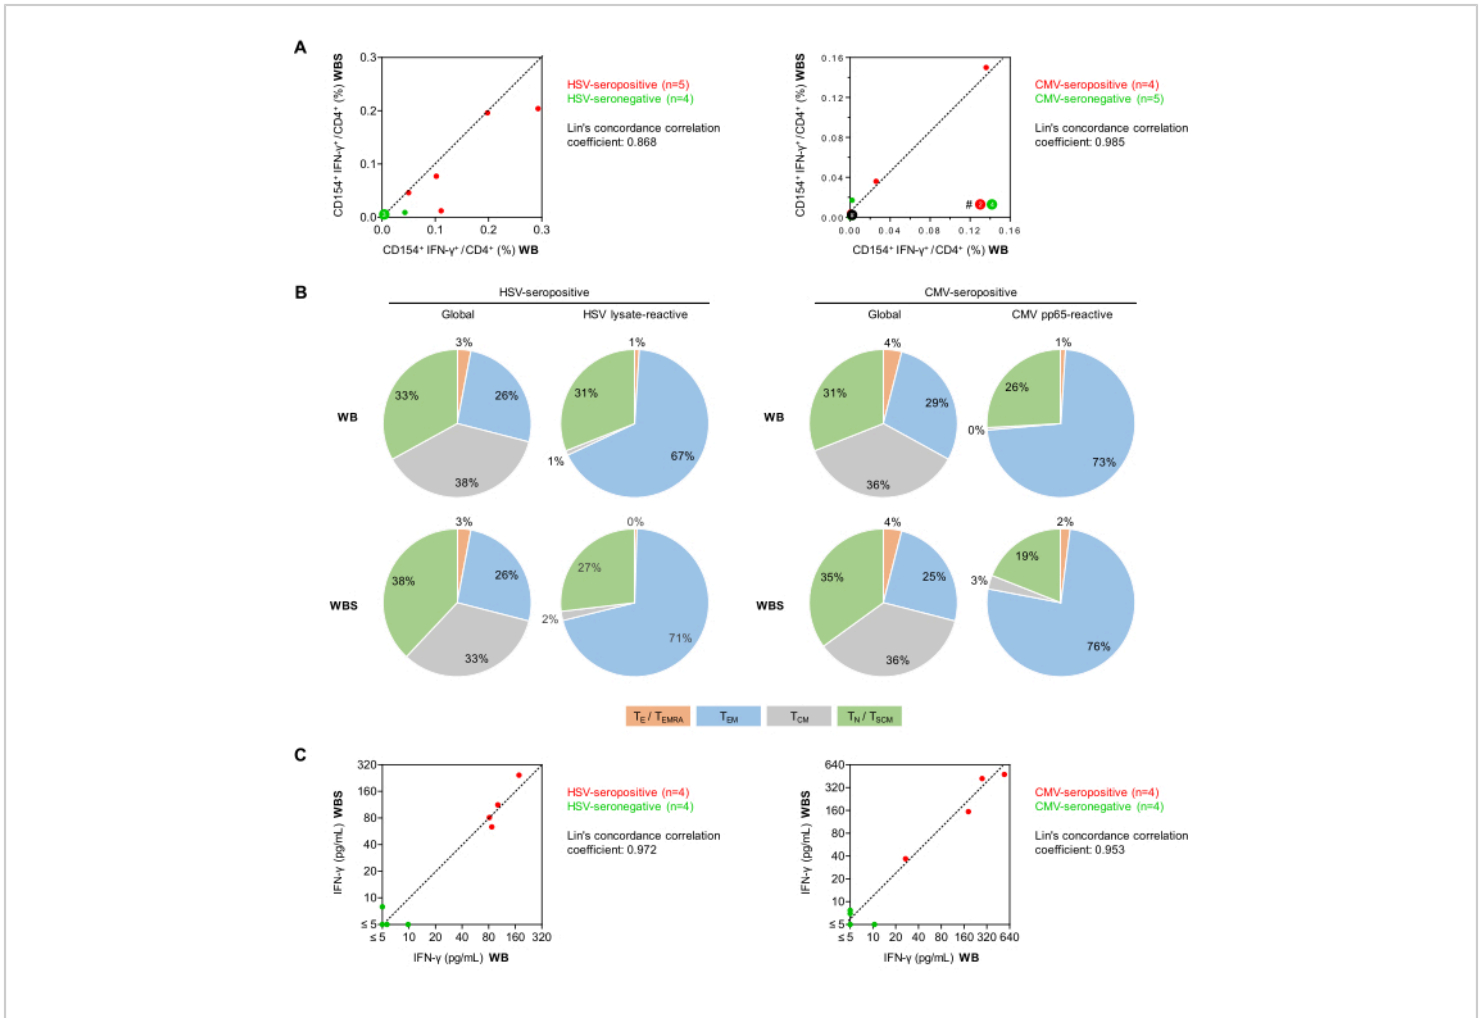 A
0.3
0.2
0.1
0.0
0.0
0.1
0.2
0.3
CD154⁺ IFN-γ⁺ / CD4⁺ (%) WBS
CD154⁺ IFN-γ⁺ / CD4⁺ (%) WB
HSV-seropositive (n=5)
HSV-seronegative (n=4)
Lin's concordance correlation
coefficient: 0.868
0.16
0.12
0.08
0.04
0.00
0.00
0.04
0.08
0.12
0.16
CD154⁺ IFN-γ⁺ / CD4⁺ (%) WBS
CD154⁺ IFN-γ⁺ / CD4⁺ (%) WB
#
2
4
CMV-seropositive (n=4)
CMV-seronegative (n=5)
Lin's concordance correlation
coefficient: 0.985
B
HSV-seropositive
Global
HSV lysate-reactive
CMV-seropositive
Global
CMV pp65-reactive
WB
3%
26%
38%
33%
1%
67%
1%
31%
WB
4%
29%
36%
31%
1%
73%
0%
26%
WBS
3%
26%
33%
38%
0%
71%
2%
27%
WBS
4%
25%
36%
35%
2%
76%
3%
19%
T_E / T_EMRA
T_EM
T_CM
T_N / T_SCM
C
320
160
80
40
20
10
≤ 5
≤ 5
10
20
40
80
160
320
IFN-γ (pg/mL) WBS
IFN-γ (pg/mL) WB
HSV-seropositive (n=4)
HSV-seronegative (n=4)
Lin's concordance correlation
coefficient: 0.972
640
320
160
80
40
20
10
≤ 5
≤ 5
10
20
40
80
160
320
640
IFN-γ (pg/mL) WBS
IFN-γ (pg/mL) WB
CMV-seropositive (n=4)
CMV-seronegative (n=4)
Lin's concordance correlation
coefficient: 0.953